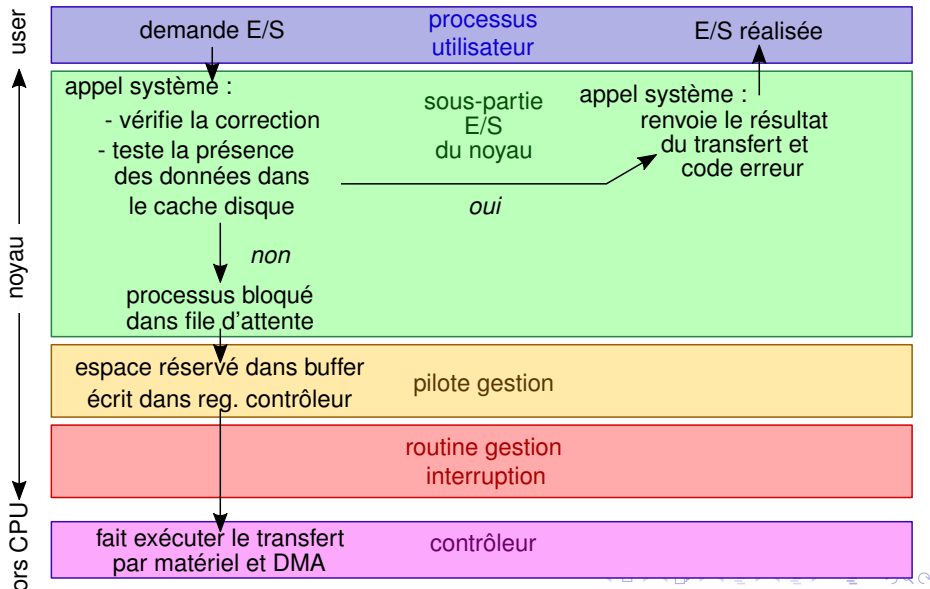 user
demande E/S
processus
utilisateur
E/S réalisée
noyau
appel système :
- vérifie la correction
- teste la présence
des données dans
le cache disque
sous-partie
E/S
du noyau
appel système :
renvoie le résultat
du transfert et
code erreur
oui
non
processus bloqué
dans file d'attente
espace réservé dans buffer
écrit dans reg. contrôleur
pilote gestion
routine gestion
interruption
ors CPU
fait exécuter le transfert
par matériel et DMA
contrôleur